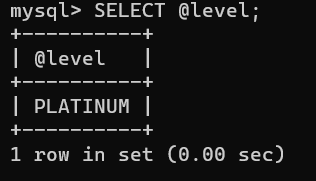 mysql> SELECT @level;
+----------+
| @level   |
+----------+
| PLATINUM |
+----------+
1 row in set (0.00 sec)